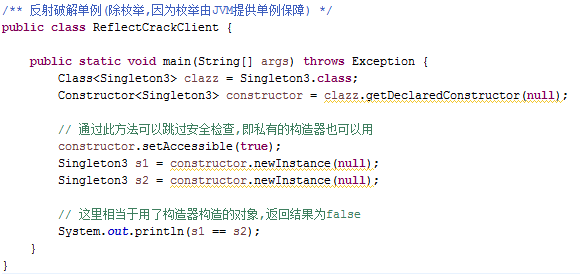 /** 反射破解单例(除枚举,因为枚举由JVM提供单例保障) */
public class ReflectCrackClient {
public static void main(String[] args) throws Exception {
Class<Singleton3> clazz = Singleton3.class;
Constructor<Singleton3> constructor = clazz.getDeclaredConstructor(null);
// 通过此方法可以跳过安全检查,即私有的构造器也可以用
constructor.setAccessible(true);
Singleton3 s1 = constructor.newInstance(null);
Singleton3 s2 = constructor.newInstance(null);
// 这里相当于用了构造器构造的对象,返回结果为false
System.out.println(s1 == s2);
}
}